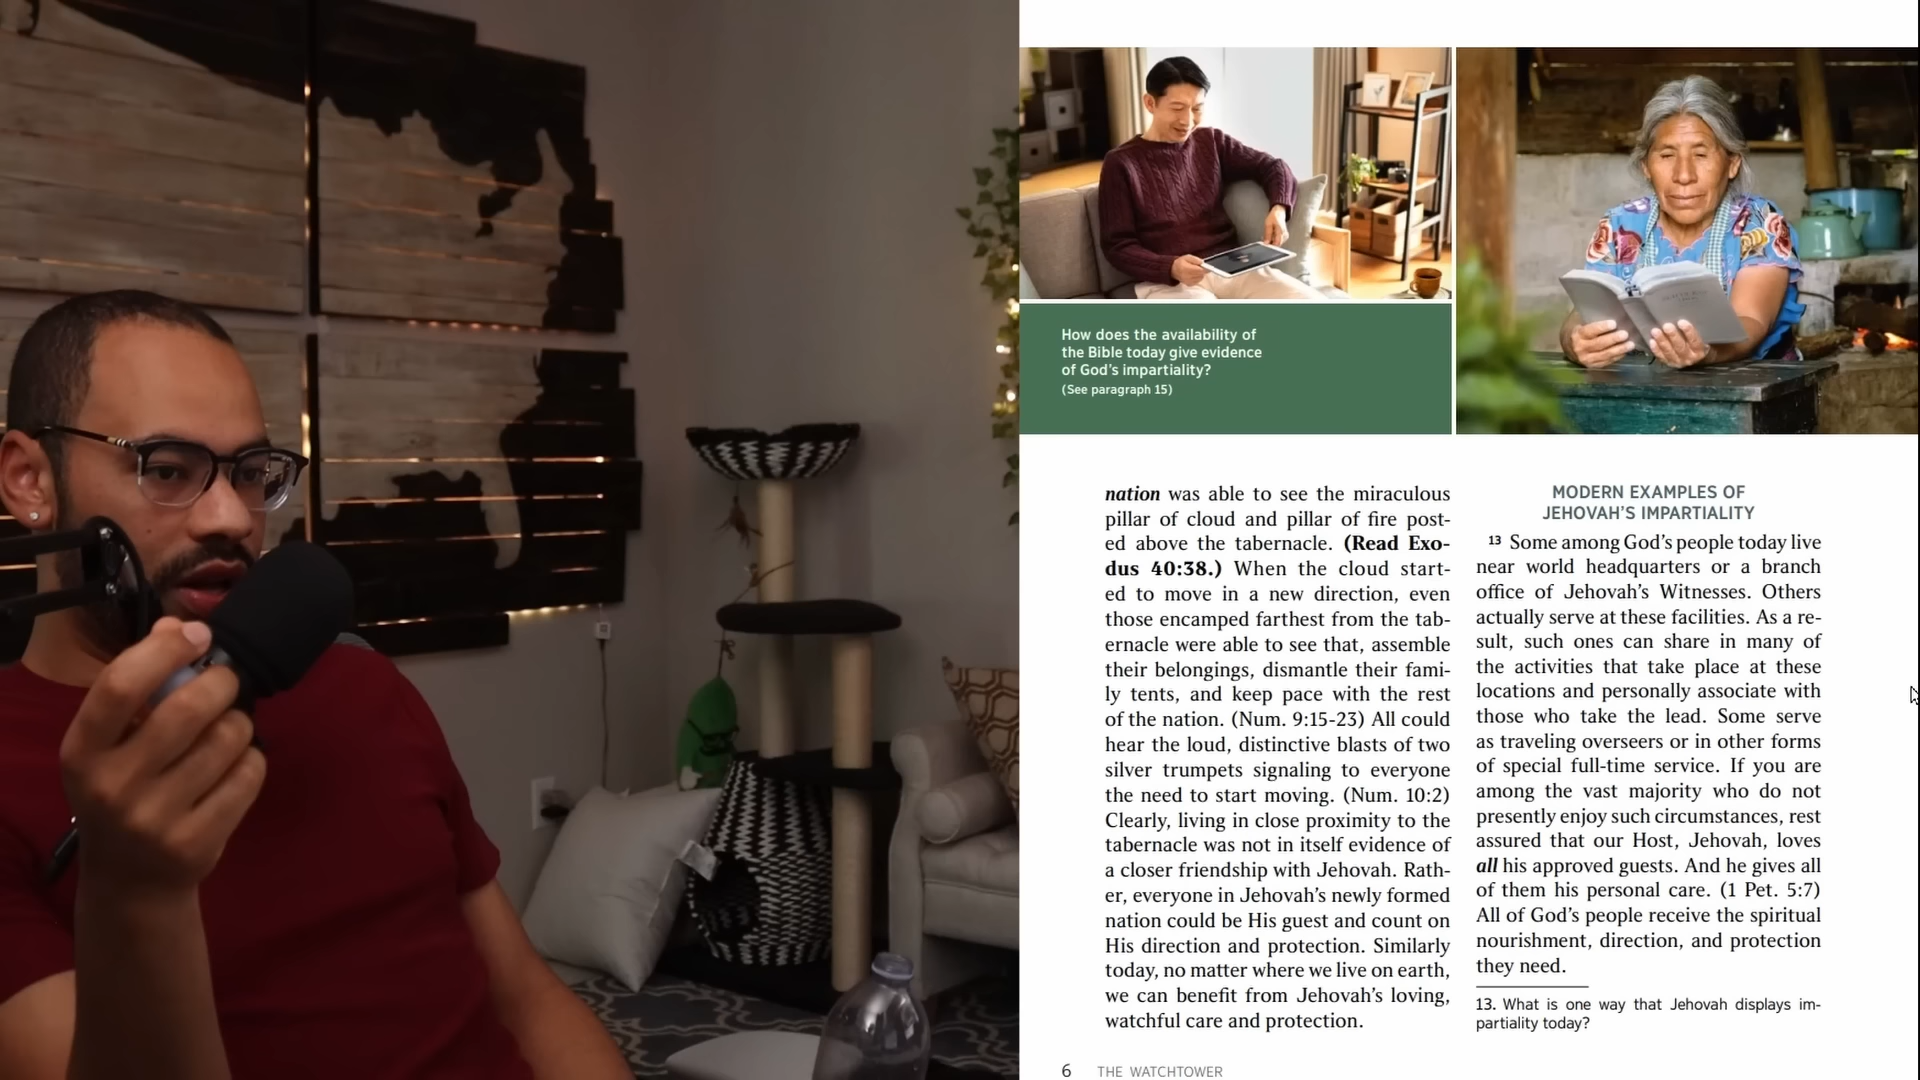 How does the availability of
the Bible today give evidence
of God's impartiality?
(See paragraph 15)
nation was able to see the miraculous
pillar of cloud and pillar of fire post-
ed above the tabernacle. (Read Exo-
dus 40:38.) When the cloud start-
ed to move in a new direction, even
those encamped farthest from the tab-
ernacle were able to see that, assemble
their belongings, dismantle their fami-
ly tents, and keep pace with the rest
of the nation. (Num. 9:15-23) All could
hear the loud, distinctive blasts of two
silver trumpets signaling to everyone
the need to start moving. (Num. 10:2)
Clearly, living in close proximity to the
tabernacle was not in itself evidence of
a closer friendship with Jehovah. Rath-
er, everyone in Jehovah's newly formed
nation could be His guest and count on
His direction and protection. Similarly
today, no matter where we live on earth,
we can benefit from Jehovah's loving,
watchful care and protection.
MODERN EXAMPLES OF
JEHOVAH'S IMPARTIALITY
13 Some among God's people today live
near world headquarters or a branch
office of Jehovah's Witnesses. Others
actually serve at these facilities. As a re-
sult, such ones can share in many of
the activities that take place at these
locations and personally associate with
those who take the lead. Some serve
as traveling overseers or in other forms
of special full-time service. If you are
among the vast majority who do not
presently enjoy such circumstances, rest
assured that our Host, Jehovah, loves
all his approved guests. And he gives all
of them his personal care. (1 Pet. 5:7)
All of God's people receive the spiritual
nourishment, direction, and protection
they need.
13. What is one way that Jehovah displays im-
partiality today?
6 THE WATCHTOWER